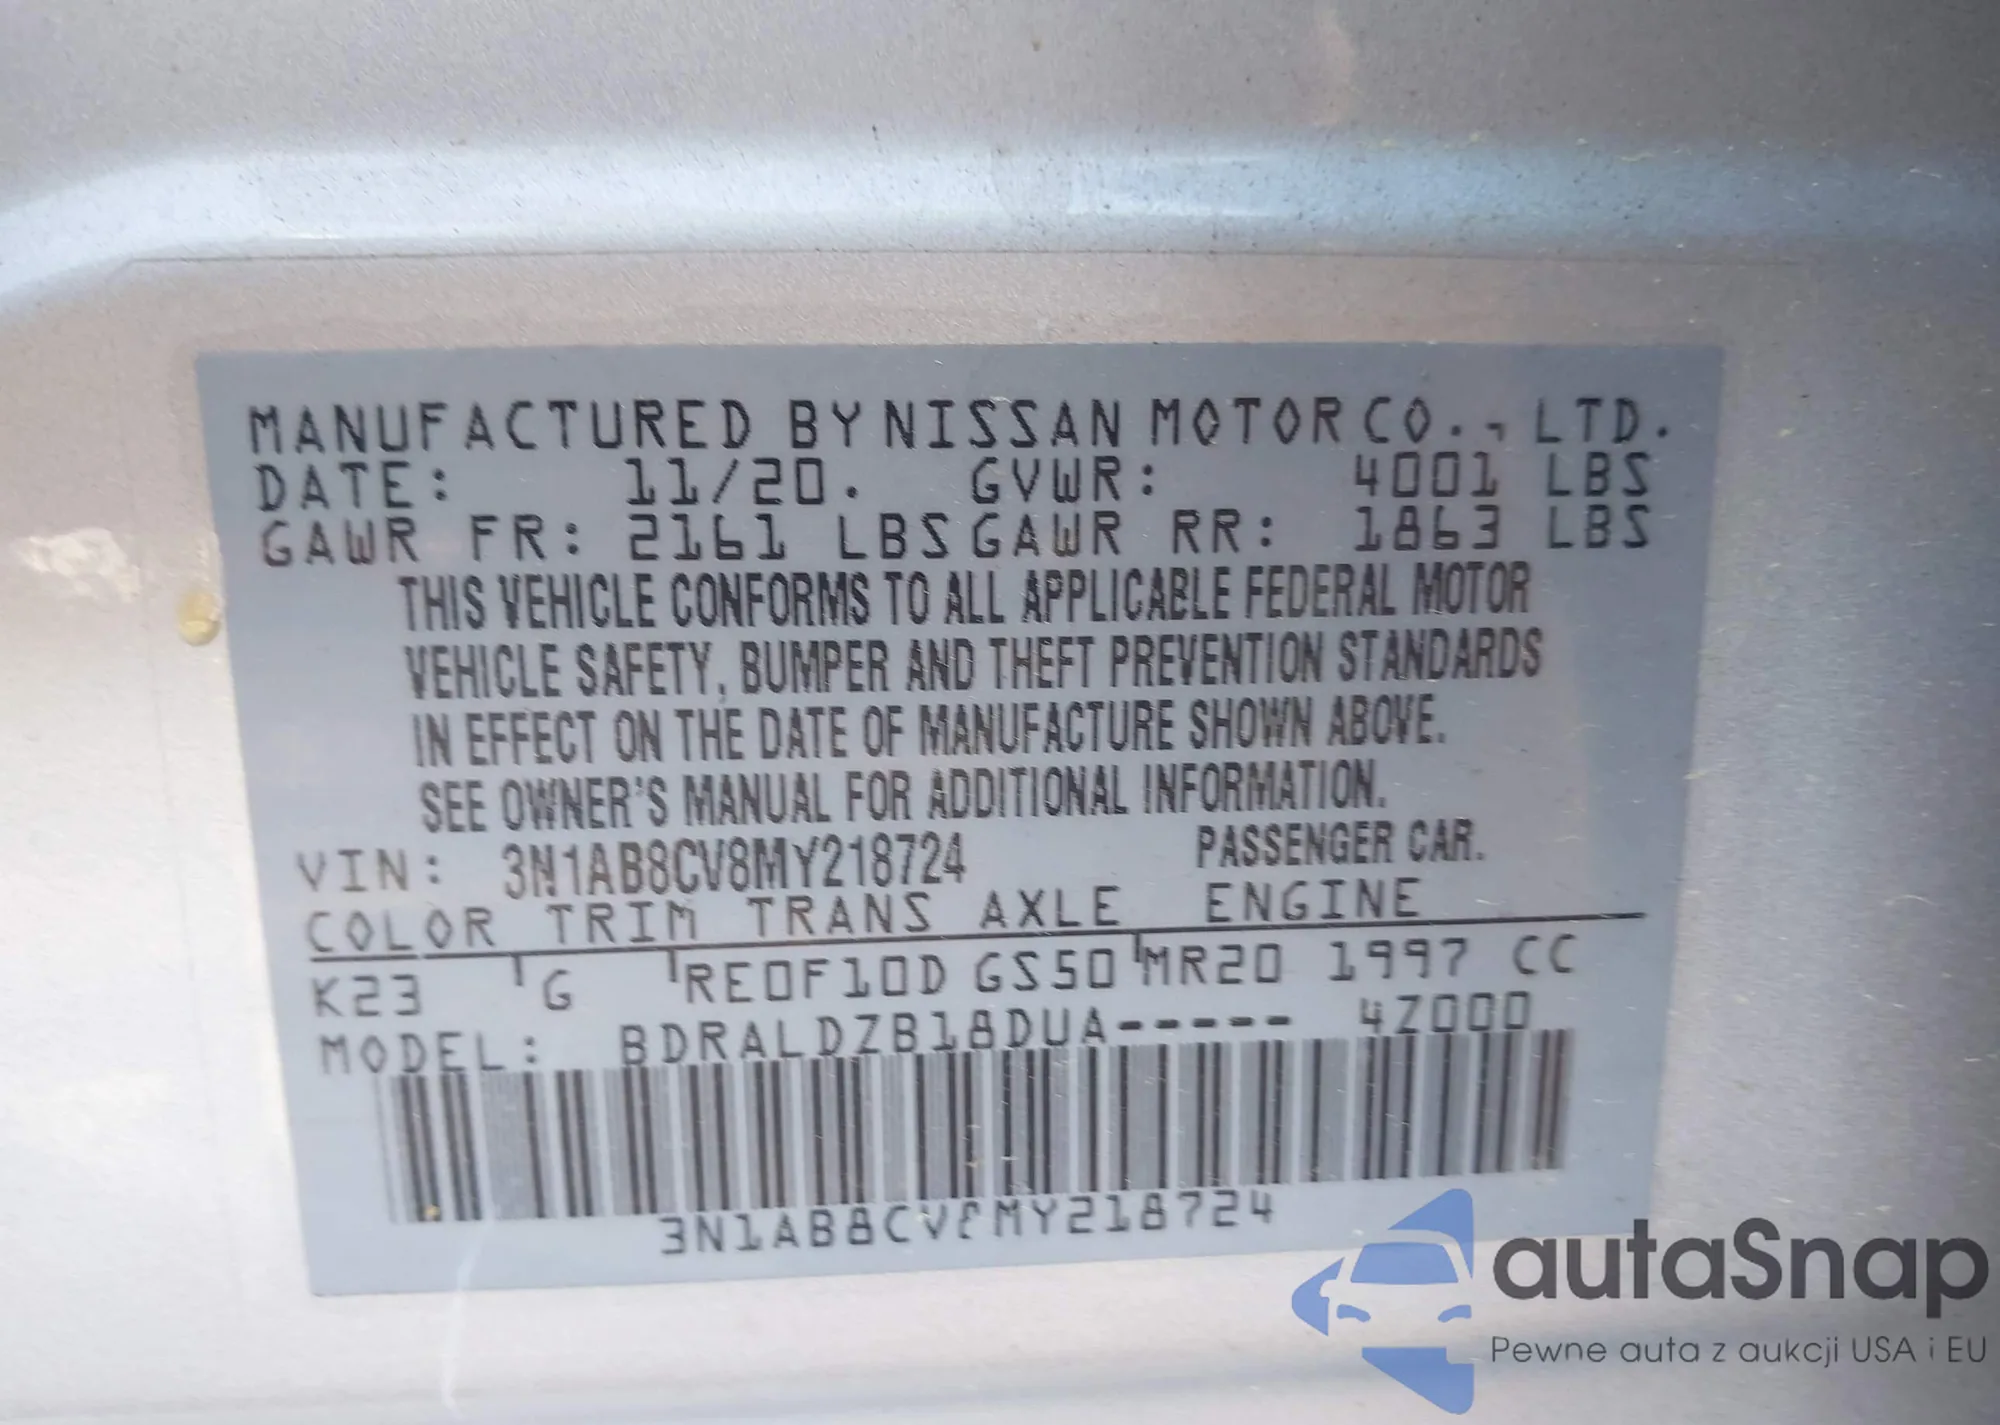 MANUFACTURED BY NISSAN MOTOR CO., LTD.
DATE: 11/20. GVWR: 4001 LBS
GAWR FR: 2161 LBS GAWR RR: 1863 LBS
THIS VEHICLE CONFORMS TO ALL APPLICABLE FEDERAL MOTOR
VEHICLE SAFETY, BUMPER AND THEFT PREVENTION STANDARDS
IN EFFECT ON THE DATE OF MANUFACTURE SHOWN ABOVE.
SEE OWNER'S MANUAL FOR ADDITIONAL INFORMATION.
VIN: 3N1AB8CV8MY218724 PASSENGER CAR.
COLOR TRIM TRANS AXLE ENGINE
K23 G RE0F10D GS50 MR20 1997 CC
MODEL: BDRALDZB18DUA----- 4Z000
3N1AB8CV8MY218724
autaSnap
Pewne auta z aukcji USA i EU